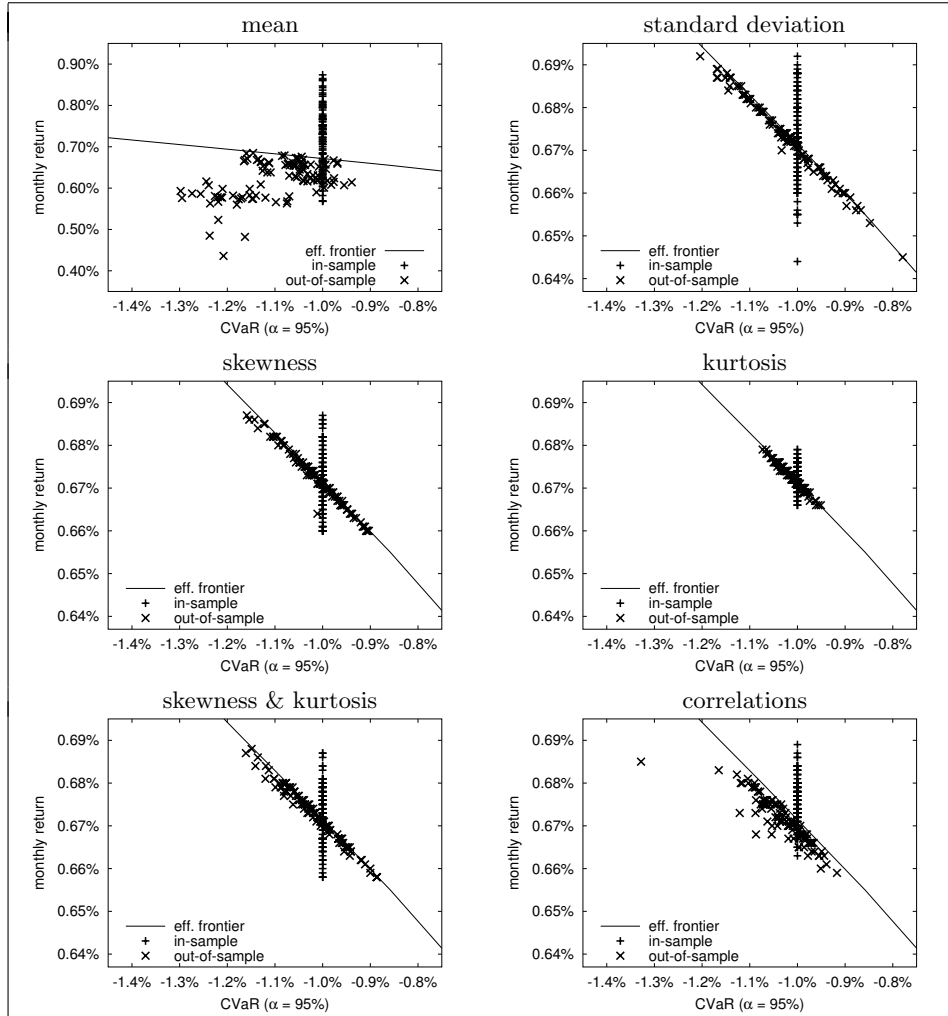 mean
0.90%
0.80%
0.70%
0.60%
0.50%
0.40%
monthly return
eff. frontier
in-sample
out-of-sample
-1.4% -1.3% -1.2% -1.1% -1.0% -0.9% -0.8%
CVaR (α = 95%)
standard deviation
0.69%
0.68%
0.67%
0.66%
0.65%
0.64%
monthly return
eff. frontier
in-sample
out-of-sample
-1.4% -1.3% -1.2% -1.1% -1.0% -0.9% -0.8%
CVaR (α = 95%)
skewness
0.69%
0.68%
0.67%
0.66%
0.65%
0.64%
monthly return
eff. frontier
in-sample
out-of-sample
-1.4% -1.3% -1.2% -1.1% -1.0% -0.9% -0.8%
CVaR (α = 95%)
kurtosis
0.69%
0.68%
0.67%
0.66%
0.65%
0.64%
monthly return
eff. frontier
in-sample
out-of-sample
-1.4% -1.3% -1.2% -1.1% -1.0% -0.9% -0.8%
CVaR (α = 95%)
skewness & kurtosis
0.69%
0.68%
0.67%
0.66%
0.65%
0.64%
monthly return
eff. frontier
in-sample
out-of-sample
-1.4% -1.3% -1.2% -1.1% -1.0% -0.9% -0.8%
CVaR (α = 95%)
correlations
0.69%
0.68%
0.67%
0.66%
0.65%
0.64%
monthly return
eff. frontier
in-sample
out-of-sample
-1.4% -1.3% -1.2% -1.1% -1.0% -0.9% -0.8%
CVaR (α = 95%)